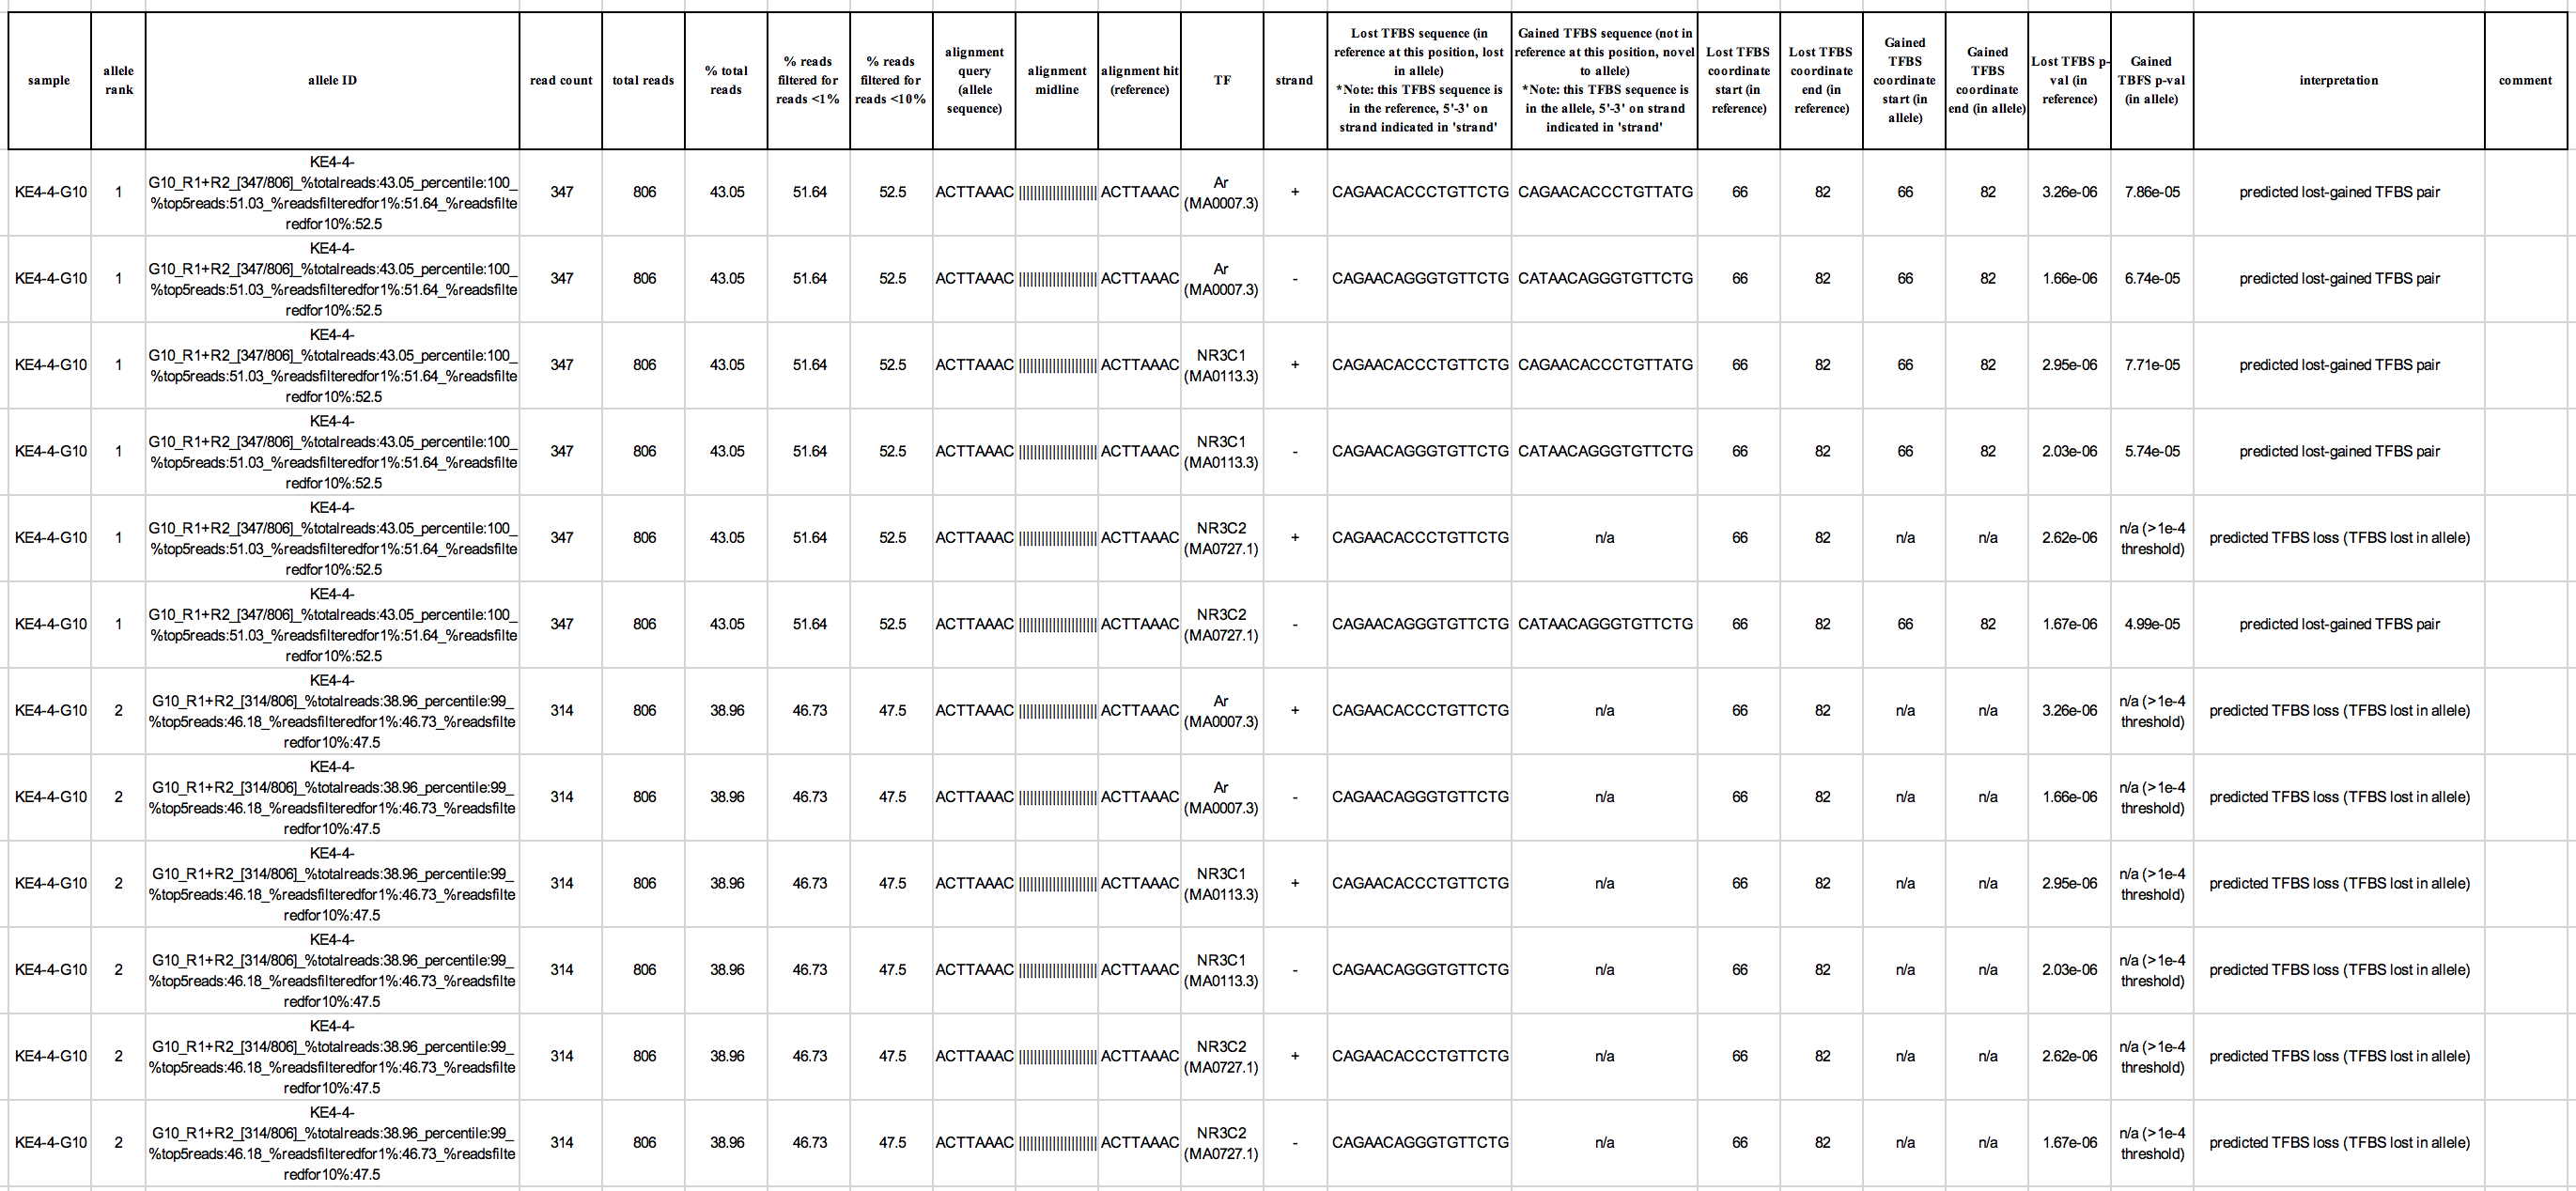 sample
allele
rank
allele ID
read count
total reads
% total
reads
% reads
filtered for
reads <1%
% reads
filtered for
reads <10%
alignment
query
(allele
sequence)
alignment
midline
alignment hit
(reference)
TF
strand
Lost TFBS sequence (in
reference at this position, lost
in allele)
*Note: this TFBS sequence is
in the reference, 5'-3' on
strand indicated in 'strand'
Gained TFBS sequence (not in
reference at this position, novel
to allele)
*Note: this TFBS sequence is
in the allele, 5'-3' on strand
indicated in 'strand'
Lost TFBS
coordinate
start (in
reference)
Lost TFBS
coordinate
end (in
reference)
Gained
TFBS
coordinate
start (in
allele)
Gained
TFBS
coordinate
end (in allele)
Lost TFBS p-
val (in
reference)
Gained
TBFS p-val
(in allele)
interpretation
comment
KE4-4-G10 1
KE4-4-
G10_R1+R2_[347/806]_%totalreads:43.05_percentile:100_
%top5reads:51.03_%readsfilteredfor1%:51.64_%readsfilte
redfor10%:52.5
347 806 43.05 51.64 52.5 ACTTAAAC ||||||||||||||||||||| ACTTAAAC
Ar
(MA0007.3)
+ CAGAACACCCTGTTCTG CAGAACACCCTGTTATG 66 82 66 82 3.26e-06 7.86e-05 predicted lost-gained TFBS pair
KE4-4-G10 1
KE4-4-
G10_R1+R2_[347/806]_%totalreads:43.05_percentile:100_
%top5reads:51.03_%readsfilteredfor1%:51.64_%readsfilte
redfor10%:52.5
347 806 43.05 51.64 52.5 ACTTAAAC ||||||||||||||||||||| ACTTAAAC
Ar
(MA0007.3)
- CAGAACAGGGTGTTCTG CATAACAGGGTGTTCTG 66 82 66 82 1.66e-06 6.74e-05 predicted lost-gained TFBS pair
KE4-4-G10 1
KE4-4-
G10_R1+R2_[347/806]_%totalreads:43.05_percentile:100_
%top5reads:51.03_%readsfilteredfor1%:51.64_%readsfilte
redfor10%:52.5
347 806 43.05 51.64 52.5 ACTTAAAC ||||||||||||||||||||| ACTTAAAC
NR3C1
(MA0113.3)
+ CAGAACACCCTGTTCTG CAGAACACCCTGTTATG 66 82 66 82 2.95e-06 7.71e-05 predicted lost-gained TFBS pair
KE4-4-G10 1
KE4-4-
G10_R1+R2_[347/806]_%totalreads:43.05_percentile:100_
%top5reads:51.03_%readsfilteredfor1%:51.64_%readsfilte
redfor10%:52.5
347 806 43.05 51.64 52.5 ACTTAAAC ||||||||||||||||||||| ACTTAAAC
NR3C1
(MA0113.3)
- CAGAACAGGGTGTTCTG CATAACAGGGTGTTCTG 66 82 66 82 2.03e-06 5.74e-05 predicted lost-gained TFBS pair
KE4-4-G10 1
KE4-4-
G10_R1+R2_[347/806]_%totalreads:43.05_percentile:100_
%top5reads:51.03_%readsfilteredfor1%:51.64_%readsfilte
redfor10%:52.5
347 806 43.05 51.64 52.5 ACTTAAAC ||||||||||||||||||||| ACTTAAAC
NR3C2
(MA0727.1)
+ CAGAACACCCTGTTCTG n/a 66 82 n/a n/a 2.62e-06
n/a (>1e-4
threshold)
predicted TFBS loss (TFBS lost in allele)
KE4-4-G10 1
KE4-4-
G10_R1+R2_[347/806]_%totalreads:43.05_percentile:100_
%top5reads:51.03_%readsfilteredfor1%:51.64_%readsfilte
redfor10%:52.5
347 806 43.05 51.64 52.5 ACTTAAAC ||||||||||||||||||||| ACTTAAAC
NR3C2
(MA0727.1)
- CAGAACAGGGTGTTCTG CATAACAGGGTGTTCTG 66 82 66 82 1.67e-06 4.99e-05 predicted lost-gained TFBS pair
KE4-4-G10 2
KE4-4-
G10_R1+R2_[314/806]_%totalreads:38.96_percentile:99_
%top5reads:46.18_%readsfilteredfor1%:46.73_%readsfilte
redfor10%:47.5
314 806 38.96 46.73 47.5 ACTTAAAC ||||||||||||||||||||| ACTTAAAC
Ar
(MA0007.3)
+ CAGAACACCCTGTTCTG n/a 66 82 n/a n/a 3.26e-06
n/a (>1e-4
threshold)
predicted TFBS loss (TFBS lost in allele)
KE4-4-G10 2
KE4-4-
G10_R1+R2_[314/806]_%totalreads:38.96_percentile:99_
%top5reads:46.18_%readsfilteredfor1%:46.73_%readsfilte
redfor10%:47.5
314 806 38.96 46.73 47.5 ACTTAAAC ||||||||||||||||||||| ACTTAAAC
Ar
(MA0007.3)
- CAGAACAGGGTGTTCTG n/a 66 82 n/a n/a 1.66e-06
n/a (>1e-4
threshold)
predicted TFBS loss (TFBS lost in allele)
KE4-4-G10 2
KE4-4-
G10_R1+R2_[314/806]_%totalreads:38.96_percentile:99_
%top5reads:46.18_%readsfilteredfor1%:46.73_%readsfilte
redfor10%:47.5
314 806 38.96 46.73 47.5 ACTTAAAC ||||||||||||||||||||| ACTTAAAC
NR3C1
(MA0113.3)
+ CAGAACACCCTGTTCTG n/a 66 82 n/a n/a 2.95e-06
n/a (>1e-4
threshold)
predicted TFBS loss (TFBS lost in allele)
KE4-4-G10 2
KE4-4-
G10_R1+R2_[314/806]_%totalreads:38.96_percentile:99_
%top5reads:46.18_%readsfilteredfor1%:46.73_%readsfilte
redfor10%:47.5
314 806 38.96 46.73 47.5 ACTTAAAC ||||||||||||||||||||| ACTTAAAC
NR3C1
(MA0113.3)
- CAGAACAGGGTGTTCTG n/a 66 82 n/a n/a 2.03e-06
n/a (>1e-4
threshold)
predicted TFBS loss (TFBS lost in allele)
KE4-4-G10 2
KE4-4-
G10_R1+R2_[314/806]_%totalreads:38.96_percentile:99_
%top5reads:46.18_%readsfilteredfor1%:46.73_%readsfilte
redfor10%:47.5
314 806 38.96 46.73 47.5 ACTTAAAC ||||||||||||||||||||| ACTTAAAC
NR3C2
(MA0727.1)
+ CAGAACACCCTGTTCTG n/a 66 82 n/a n/a 2.62e-06
n/a (>1e-4
threshold)
predicted TFBS loss (TFBS lost in allele)
KE4-4-G10 2
KE4-4-
G10_R1+R2_[314/806]_%totalreads:38.96_percentile:99_
%top5reads:46.18_%readsfilteredfor1%:46.73_%readsfilte
redfor10%:47.5
314 806 38.96 46.73 47.5 ACTTAAAC ||||||||||||||||||||| ACTTAAAC
NR3C2
(MA0727.1)
- CAGAACAGGGTGTTCTG n/a 66 82 n/a n/a 1.67e-06
n/a (>1e-4
threshold)
predicted TFBS loss (TFBS lost in allele)